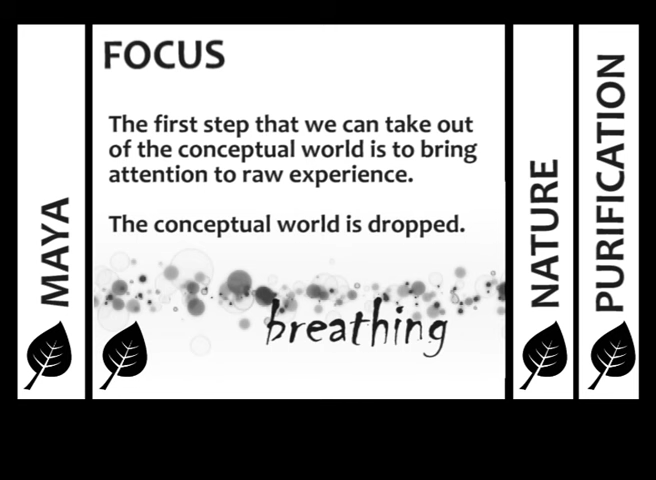 MAYA
FOCUS
The first step that we can take out
of the conceptual world is to bring
attention to raw experience.
The conceptual world is dropped.
breathing
NATURE
PURIFICATION